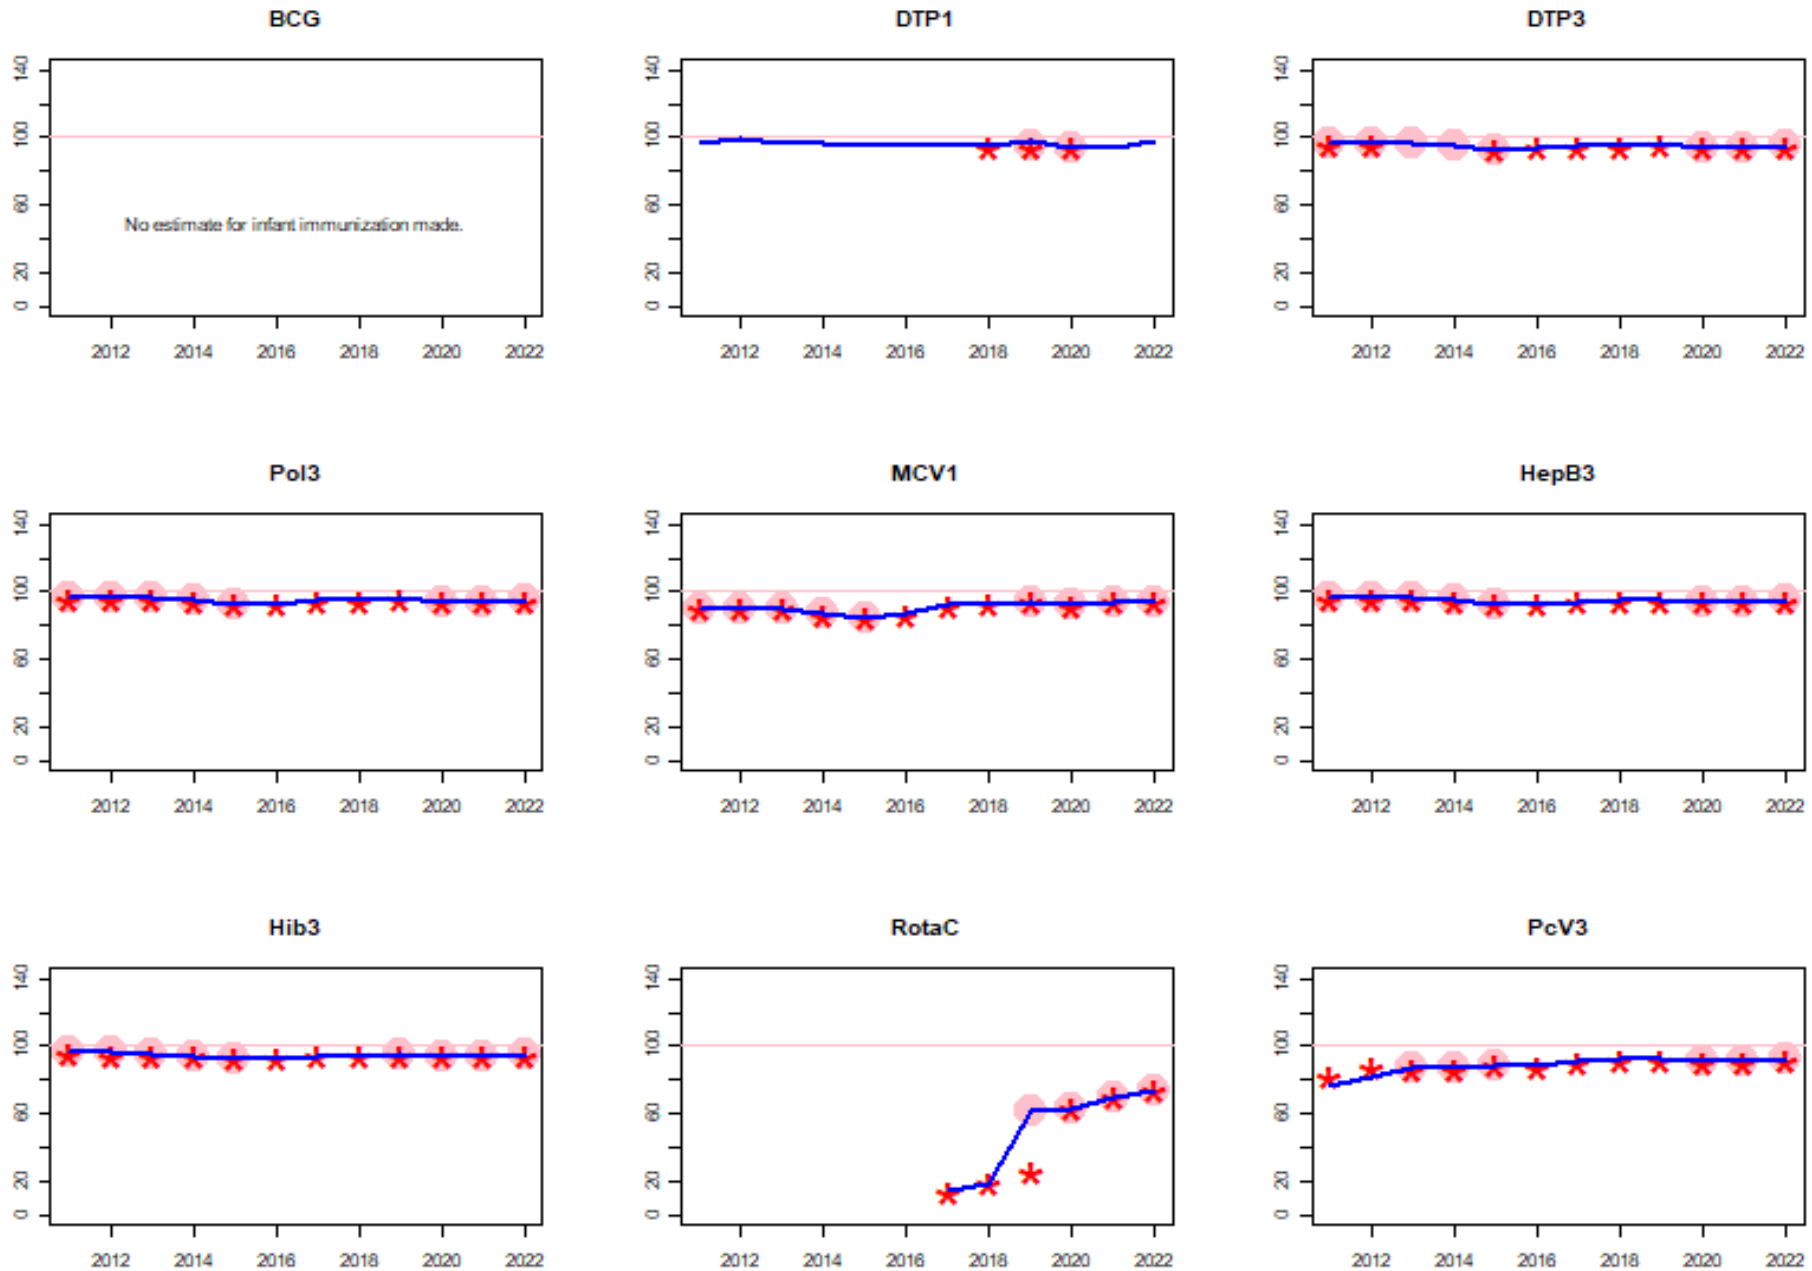 BCG DTP1 DTP3
140 140 140
100 100 100
60 60 60
No estimate for infant immunization made.
20 20 20
0 0 0
2012 2014 2016 2018 2020 2022 2012 2014 2016 2018 2020 2022 2012 2014 2016 2018 2020 2022
Pol3 MCV1 HepB3
140 140 140
100 100 100
60 60 60
20 20 20
0 0 0
2012 2014 2016 2018 2020 2022 2012 2014 2016 2018 2020 2022 2012 2014 2016 2018 2020 2022
Hib3 RotaC PcV3
140 140 140
100 100 100
60 60 60
20 20 20
0 0 0
2012 2014 2016 2018 2020 2022 2012 2014 2016 2018 2020 2022 2012 2014 2016 2018 2020 2022